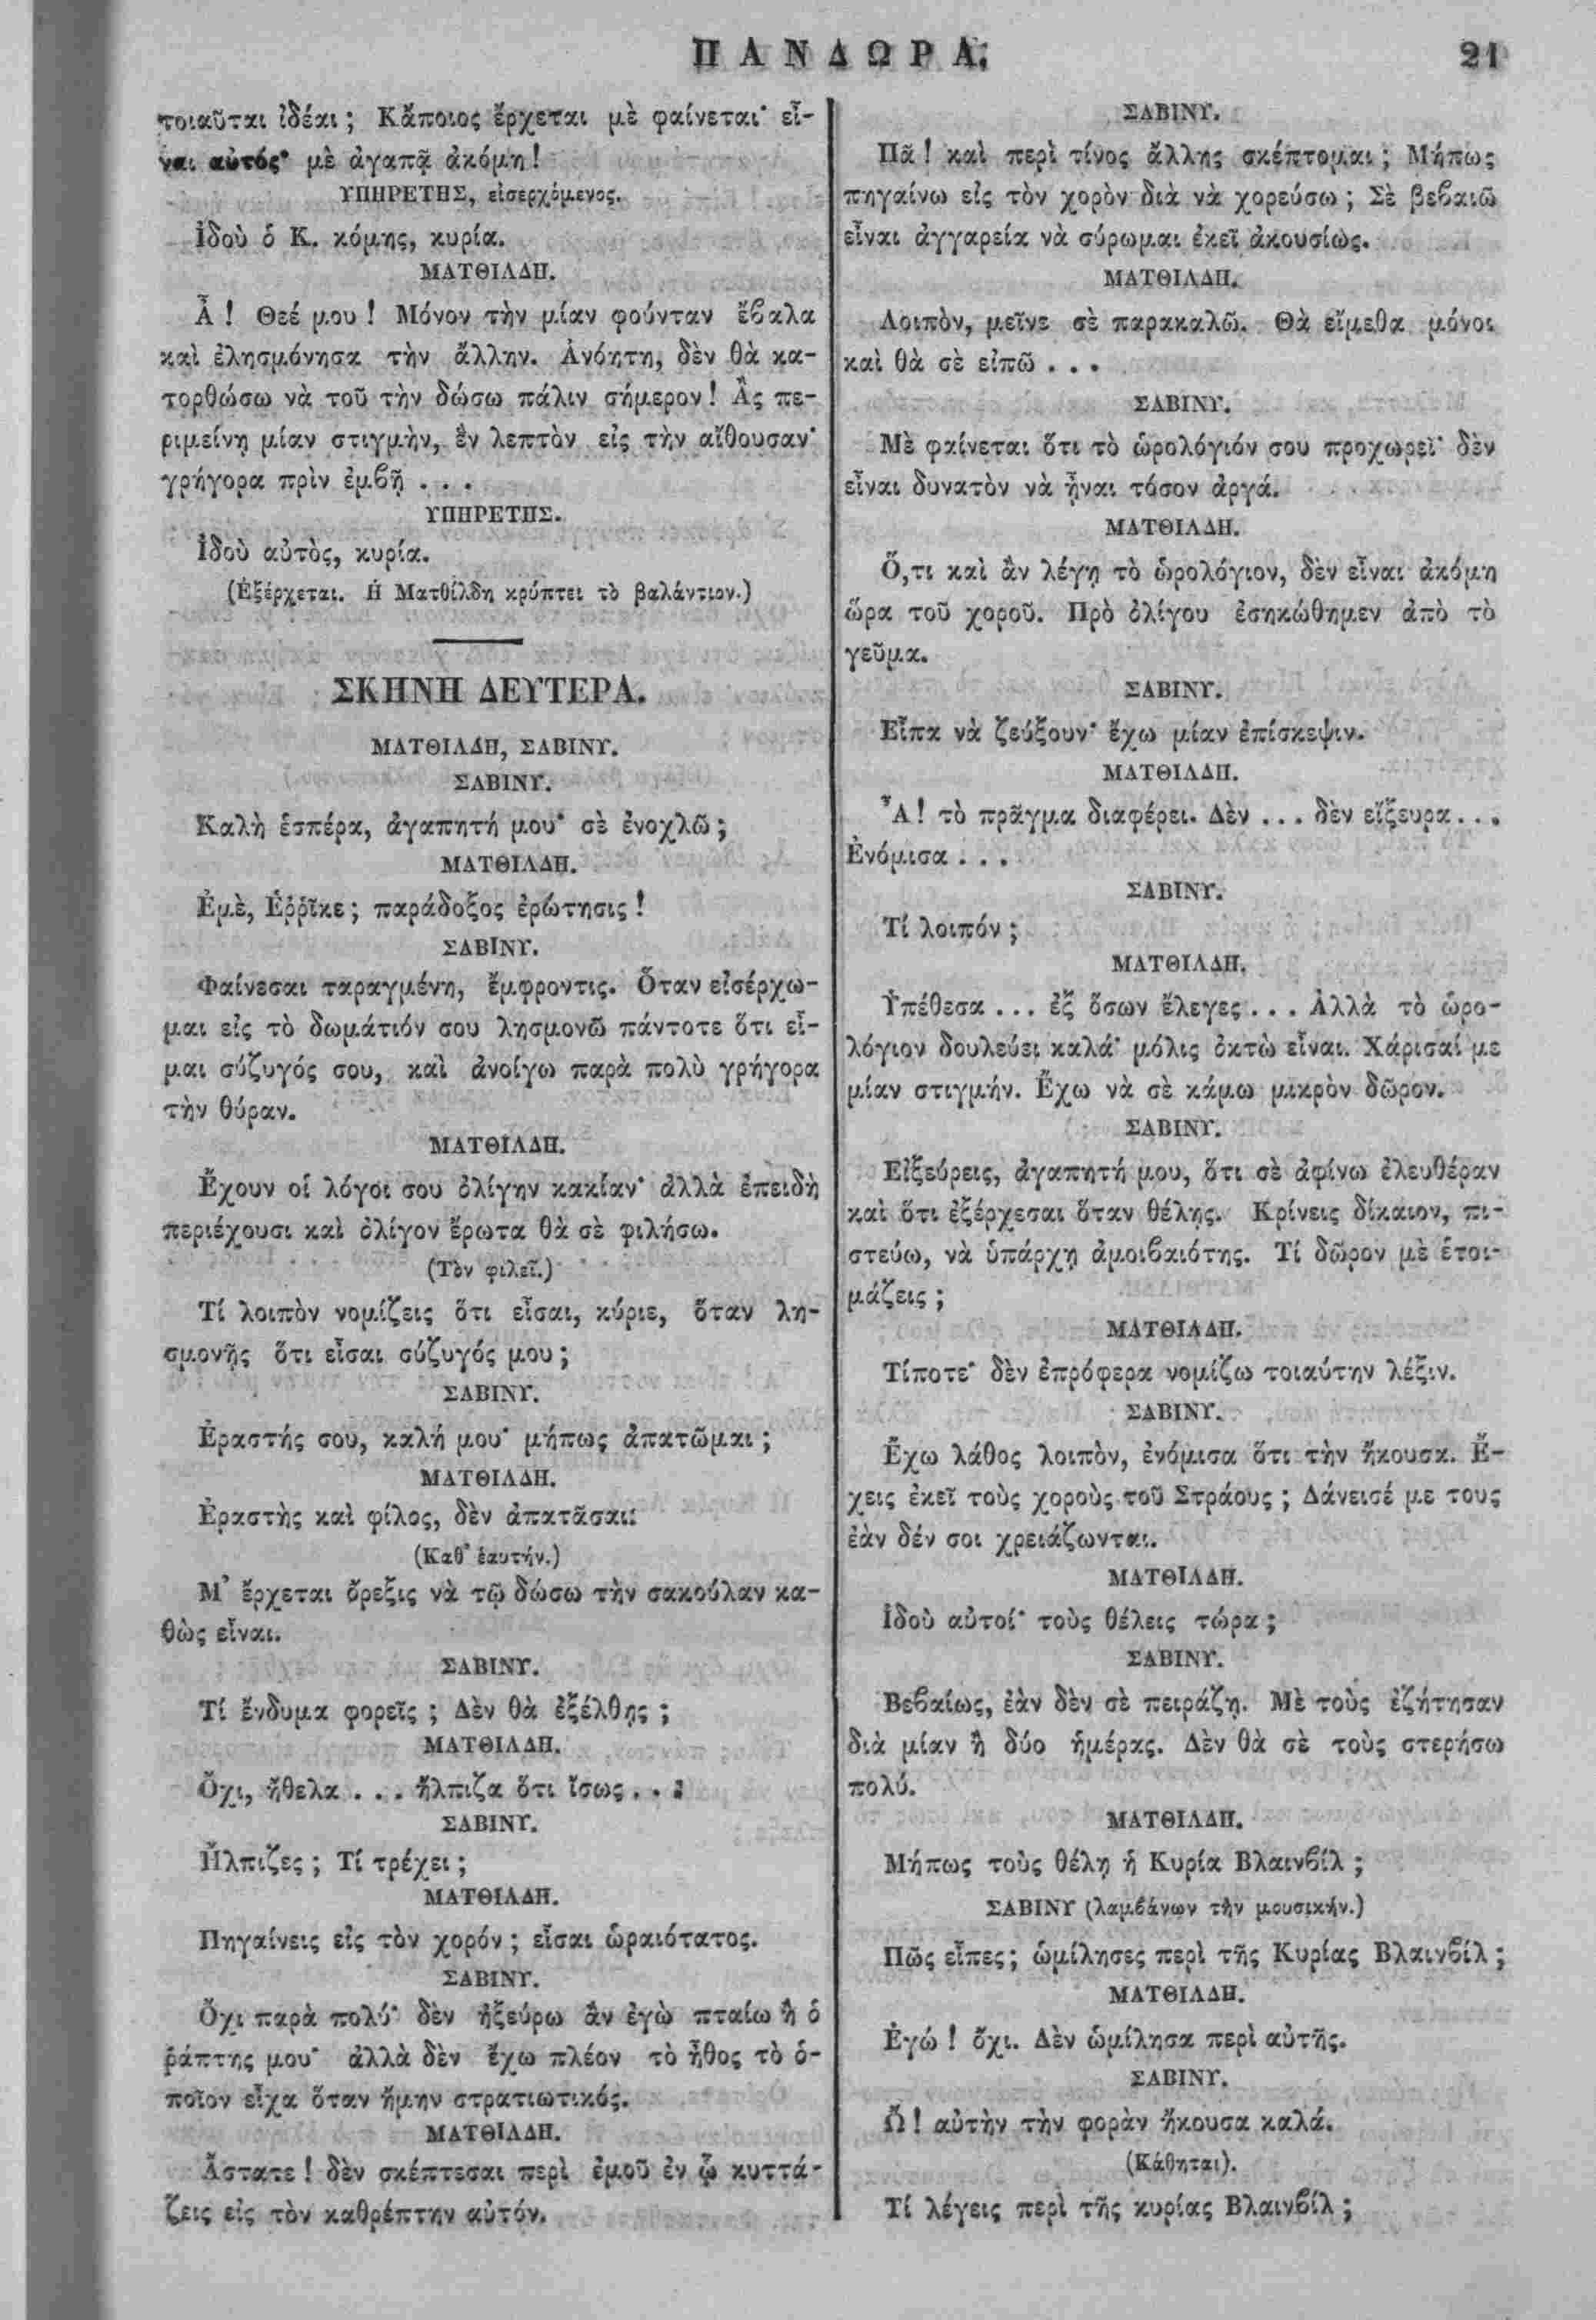 ΠΑΝΔΩΡΑ.
21
τοιαῦται ἰδέαι ; Κἄποιος ἔρχεται μὲ φαίνεται· εἶ-
ναι αὐτός· μὲ ἀγαπᾷ ἀκόμη !
ΥΠΗΡΕΤΗΣ, εἰσερχόμενος.
Ἰδοὺ ὁ Κ. κόμης, κυρία.
ΜΑΤΘΙΛΔΗ.
Ἆ ! Θεέ μου ! Μόνον τὴν μίαν φούνταν ἔβαλα
καὶ ἐλησμόνησα τὴν ἄλλην. Ἀνόητη, δὲν θὰ κα-
τορθώσω νὰ τοῦ τὴν δώσω πάλιν σήμερον ! Ἂς πε-
ριμείνῃ μίαν στιγμὴν, ἓν λεπτὸν εἰς τὴν αἴθουσαν·
γρήγορα πρὶν ἐμβῇ . . .
ΥΠΗΡΕΤΗΣ.
Ἰδοὺ αὐτὸς, κυρία.
(Ἐξέρχεται. Ἡ Ματθίλδη κρύπτει τὸ βαλάντιον.)
ΣΚΗΝΗ ΔΕΥΤΕΡΑ.
ΜΑΤΘΙΛΔΗ, ΣΑΒΙΝΥ.
ΣΑΒΙΝΥ.
Καλὴ ἑσπέρα, ἀγαπητή μου· σὲ ἐνοχλῶ ;
ΜΑΤΘΙΛΔΗ.
Ἐμὲ, Ἑῤῥῖκε ; παράδοξος ἐρώτησις !
ΣΑΒΙΝΥ.
Φαίνεσαι ταραγμένη, ἔμφροντις. Ὅταν εἰσέρχω-
μαι εἰς τὸ δωμάτιόν σου λησμονῶ πάντοτε ὅτι εἶ-
μαι σύζυγός σου, καὶ ἀνοίγω παρὰ πολὺ γρήγορα
τὴν θύραν.
ΜΑΤΘΙΛΔΗ.
Ἔχουν οἱ λόγοι σου ὀλίγην κακίαν· ἀλλὰ ἐπειδὴ
περιέχουσι καὶ ὀλίγον ἔρωτα θὰ σὲ φιλήσω.
(Τὸν φιλεῖ.)
Τί λοιπὸν νομίζεις ὅτι εἶσαι, κύριε, ὅταν λη-
σμονῇς ὅτι εἶσαι σύζυγός μου ;
ΣΑΒΙΝΥ.
Ἐραστής σου, καλή μου· μήπως ἀπατῶμαι ;
ΜΑΤΘΙΛΔΗ.
Ἐραστὴς καὶ φίλος, δὲν ἀπατᾶσαι.
(Καθ' ἑαυτήν.)
Μ' ἔρχεται ὄρεξις νὰ τῷ δώσω τὴν σακούλαν κα-
θὼς εἶναι.
ΣΑΒΙΝΥ.
Τί ἔνδυμα φορεῖς ; Δὲν θὰ ἐξέλθῃς ;
ΜΑΤΘΙΛΔΗ.
Ὄχι, ἤθελα . . . ἤλπιζα ὅτι ἴσως . . .
ΣΑΒΙΝΥ.
Ἤλπιζες ; Τί τρέχει ;
ΜΑΤΘΙΛΔΗ.
Πηγαίνεις εἰς τὸν χορόν ; εἶσαι ὡραιότατος.
ΣΑΒΙΝΥ.
Ὄχι παρὰ πολύ· δὲν ἠξεύρω ἂν ἐγὼ πταίω ἢ ὁ
ῥάπτης μου· ἀλλὰ δὲν ἔχω πλέον τὸ ἦθος τὸ ὁ-
ποῖον εἶχα ὅταν ἤμην στρατιωτικός.
ΜΑΤΘΙΛΔΗ.
Ἄστατε ! δὲν σκέπτεσαι περὶ ἐμοῦ ἐν ᾧ κυττά-
ζεις εἰς τὸν καθρέπτην αὐτόν.
ΣΑΒΙΝΥ.
Πᾶ ! καὶ περὶ τίνος ἄλλης σκέπτομαι ; Μήπως
πηγαίνω εἰς τὸν χορὸν διὰ νὰ χορεύσω ; Σὲ βεβαιῶ
εἶναι ἀγγαρεία νὰ σύρωμαι ἐκεῖ ἀκουσίως.
ΜΑΤΘΙΛΔΗ.
Λοιπὸν, μεῖνε σὲ παρακαλῶ. Θὰ εἴμεθα μόνοι
καὶ θὰ σὲ εἰπῶ . . .
ΣΑΒΙΝΥ.
Μὲ φαίνεται ὅτι τὸ ὡρολόγιόν σου προχωρεῖ· δὲν
εἶναι δυνατὸν νὰ ᾖναι τόσον ἀργά.
ΜΑΤΘΙΛΔΗ.
Ὅ,τι καὶ ἂν λέγῃ τὸ ὡρολόγιον, δὲν εἶναι ἀκόμη
ὥρα τοῦ χοροῦ. Πρὸ ὀλίγου ἐσηκώθημεν ἀπὸ τὸ
γεῦμα.
ΣΑΒΙΝΥ.
Εἶπα νὰ ζεύξουν· ἔχω μίαν ἐπίσκεψιν.
ΜΑΤΘΙΛΔΗ.
Ἆ ! τὸ πρᾶγμα διαφέρει. Δὲν . . . δὲν εἴξευρα . . .
Ἐνόμισα . . .
ΣΑΒΙΝΥ.
Τί λοιπόν ;
ΜΑΤΘΙΛΔΗ.
Ὑπέθεσα . . . ἐξ ὅσων ἔλεγες . . . Ἀλλὰ τὸ ὡρο-
λόγιον δουλεύει καλά· μόλις ὀκτὼ εἶναι. Χάρισαί με
μίαν στιγμήν. Ἔχω νὰ σὲ κάμω μικρὸν δῶρον.
ΣΑΒΙΝΥ.
Εἰξεύρεις, ἀγαπητή μου, ὅτι σὲ ἀφίνω ἐλευθέραν
καὶ ὅτι ἐξέρχεσαι ὅταν θέλῃς. Κρίνεις δίκαιον, πι-
στεύω, νὰ ὑπάρχῃ ἀμοιβαιότης. Τί δῶρον μὲ ἑτοι-
μάζεις ;
ΜΑΤΘΙΛΔΗ.
Τίποτε· δὲν ἐπρόφερα νομίζω τοιαύτην λέξιν.
ΣΑΒΙΝΥ.
Ἔχω λάθος λοιπὸν, ἐνόμισα ὅτι τὴν ἤκουσα. Ἔ-
χεις ἐκεῖ τοὺς χοροὺς τοῦ Στράους ; Δάνεισέ με τους
ἐὰν δέν σοι χρειάζωνται.
ΜΑΤΘΙΛΔΗ.
Ἰδοὺ αὐτοί· τοὺς θέλεις τώρα ;
ΣΑΒΙΝΥ.
Βεβαίως, ἐὰν δὲν σὲ πειράζῃ. Μὲ τοὺς ἐζήτησαν
διὰ μίαν ἢ δύο ἡμέρας. Δὲν θὰ σὲ τοὺς στερήσω
πολύ.
ΜΑΤΘΙΛΔΗ.
Μήπως τοὺς θέλῃ ἡ Κυρία Βλαινβίλ ;
ΣΑΒΙΝΥ (λαμβάνων τὴν μουσικήν.)
Πῶς εἶπες ; ὡμίλησες περὶ τῆς Κυρίας Βλαινβίλ ;
ΜΑΤΘΙΛΔΗ.
Ἐγώ ! ὄχι. Δὲν ὡμίλησα περὶ αὐτῆς.
ΣΑΒΙΝΥ.
Ὤ ! αὐτὴν τὴν φορὰν ἤκουσα καλά.
(Κάθηται).
Τί λέγεις περὶ τῆς κυρίας Βλαινβίλ ;